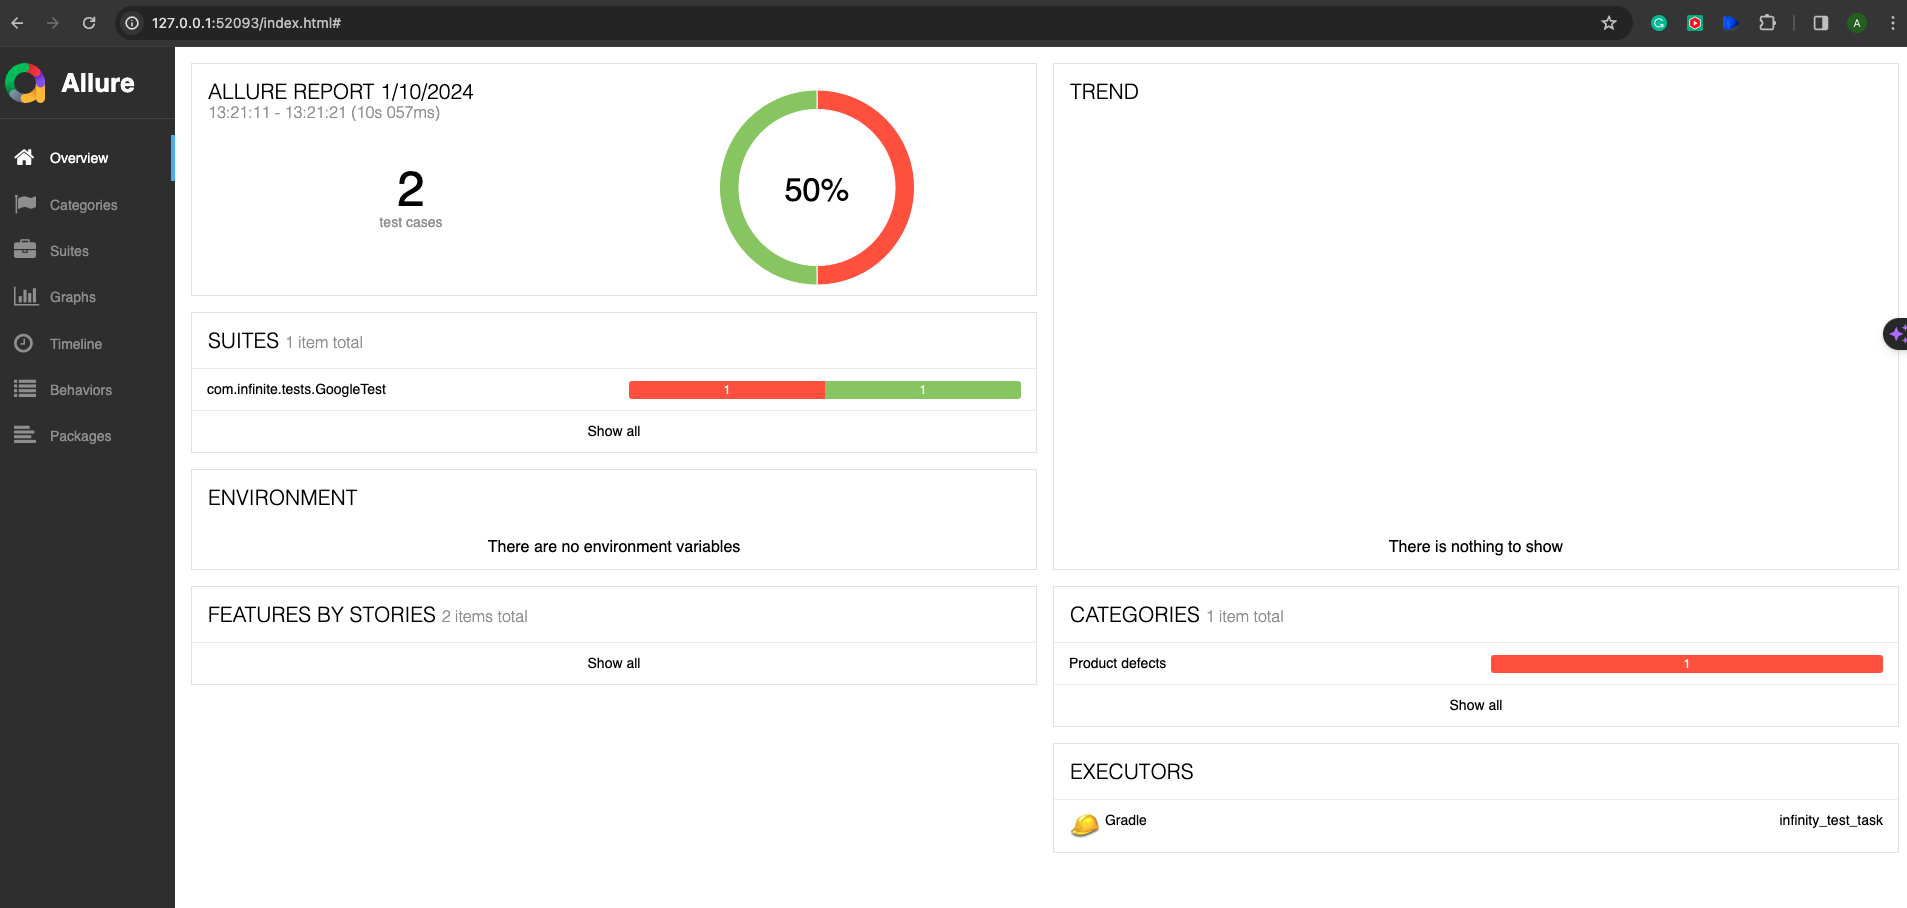 127.0.0.1:52093/index.html#
A
Allure
Overview
Categories
Suites
Graphs
Timeline
Behaviors
Packages
ALLURE REPORT 1/10/2024
13:21:11 - 13:21:21 (10s 057ms)
2
test cases
50%
SUITES 1 item total
com.infinite.tests.GoogleTest 1 1
Show all
ENVIRONMENT
There are no environment variables
FEATURES BY STORIES 2 items total
Show all
TREND
There is nothing to show
CATEGORIES 1 item total
Product defects 1
Show all
EXECUTORS
Gradle infinity_test_task